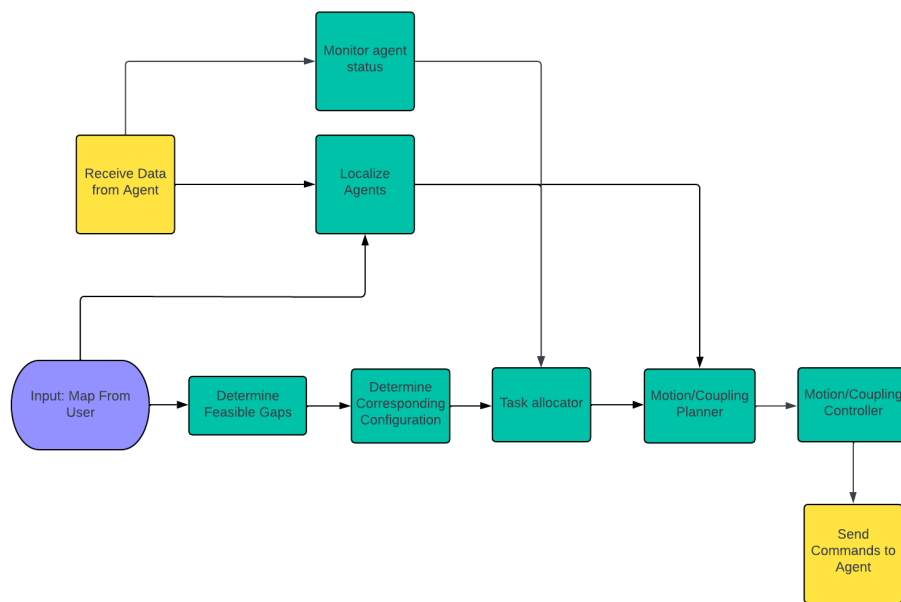 Monitor agent
status
Receive Data
from Agent
Localize
Agents
Input: Map From
User
Determine
Feasible Gaps
Determine
Corresponding
Configuration
Task allocator
Motion/Coupling
Planner
Motion/Coupling
Controller
Send
Commands to
Agent